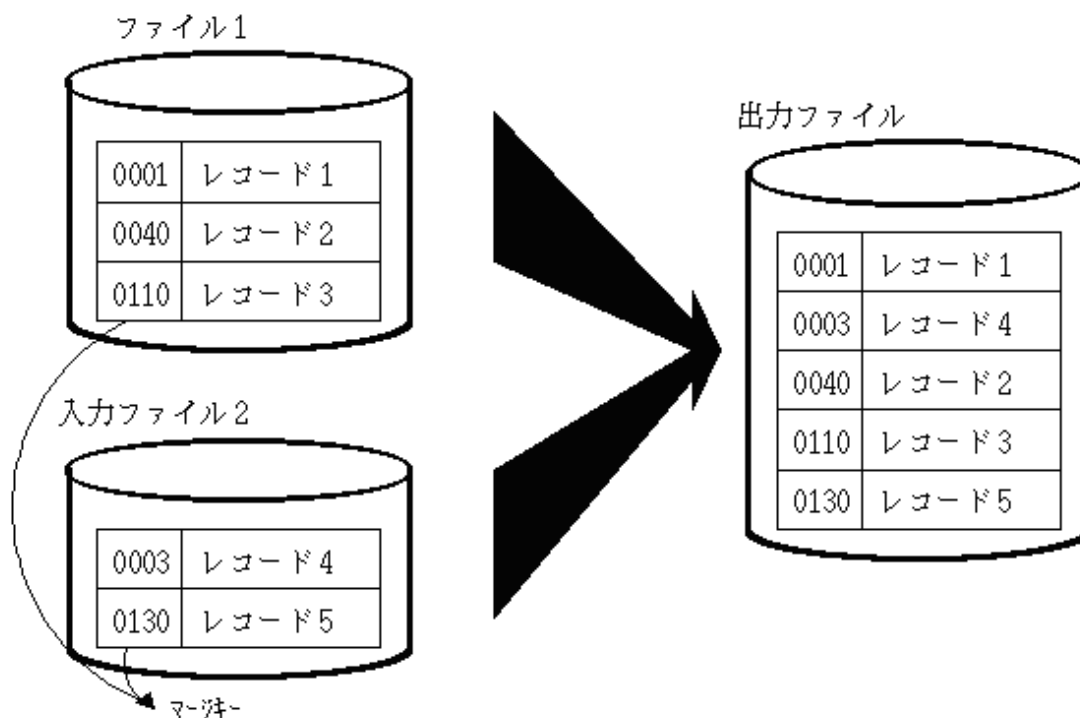 ファイル1
0001 レコード1
0040 レコード2
0110 レコード3
入力ファイル2
0003 レコード4
0130 レコード5
マージキー
出力ファイル
0001 レコード1
0003 レコード4
0040 レコード2
0110 レコード3
0130 レコード5